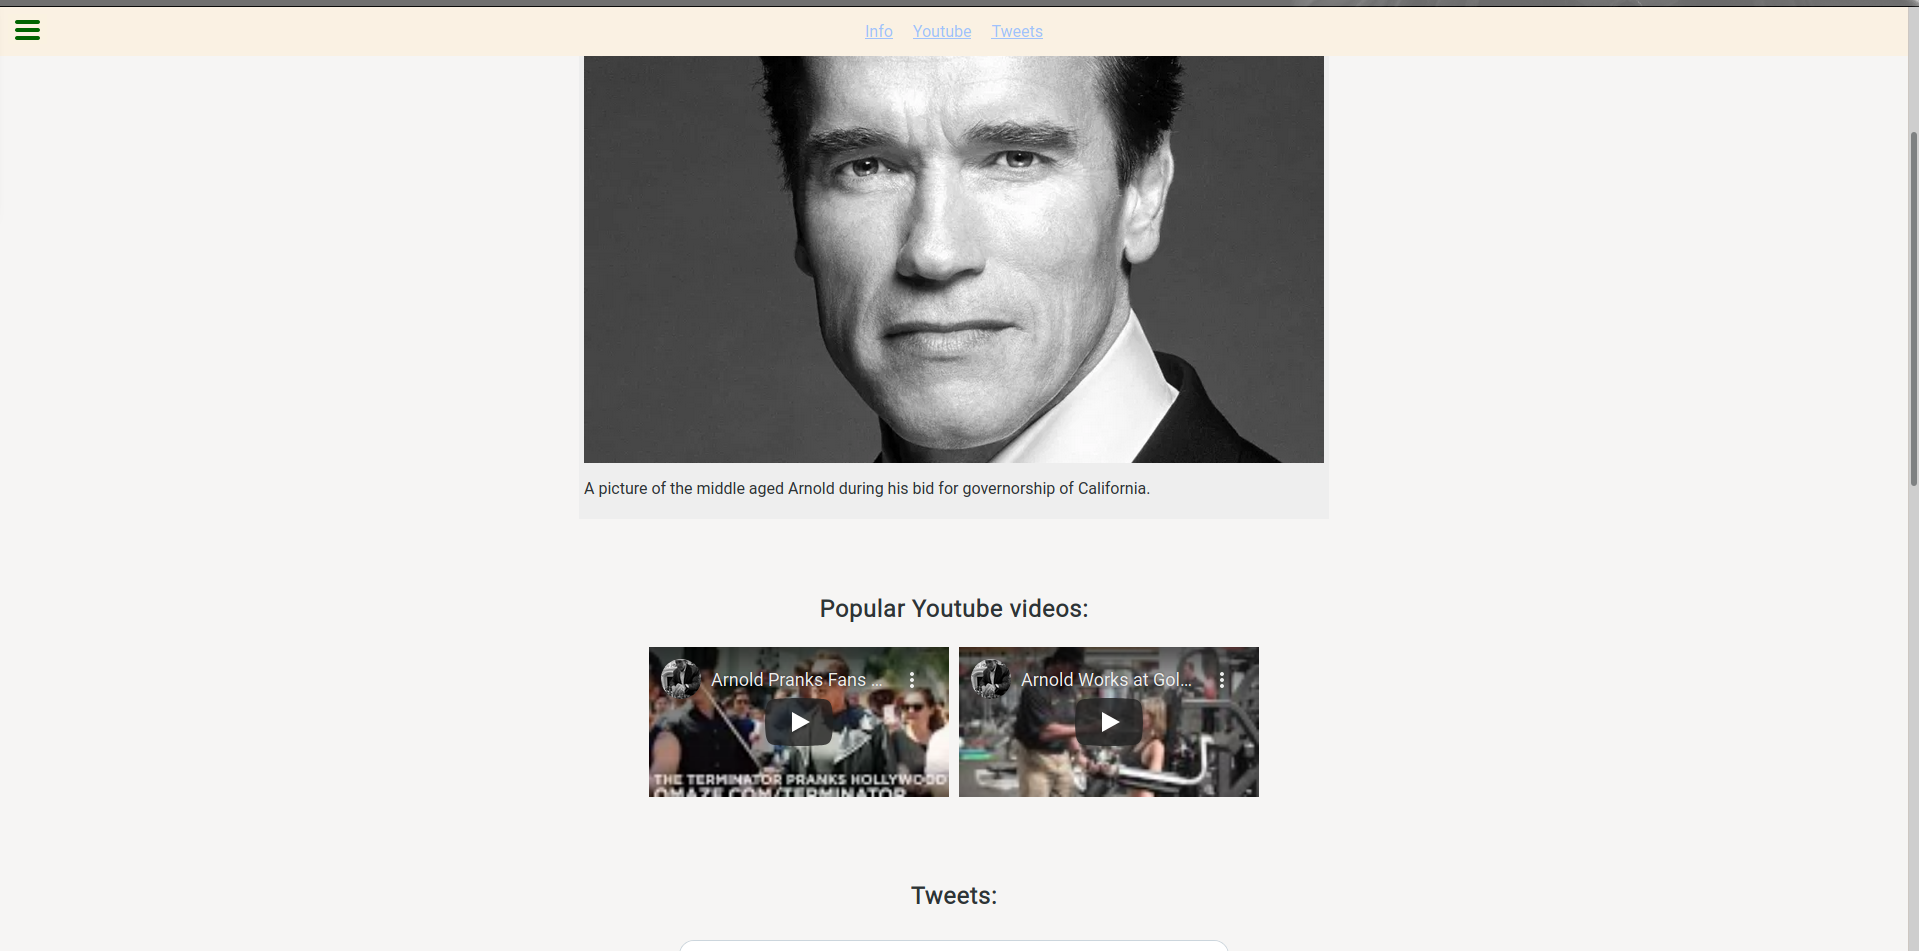 Info Youtube Tweets
A picture of the middle aged Arnold during his bid for governorship of California.
Popular Youtube videos:
Arnold Pranks Fans ...
THE TERMINATOR PRANKS HOLLYWOOD
OMAZE.COM/TERMINATOR
Arnold Works at Gol...
Tweets: